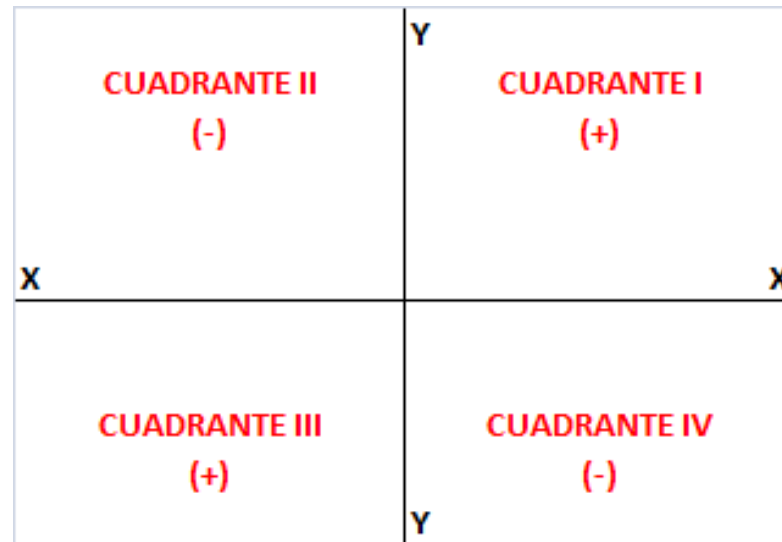 Y
CUADRANTE II
(-)
CUADRANTE I
(+)
X
X
CUADRANTE III
(+)
CUADRANTE IV
(-)
Y